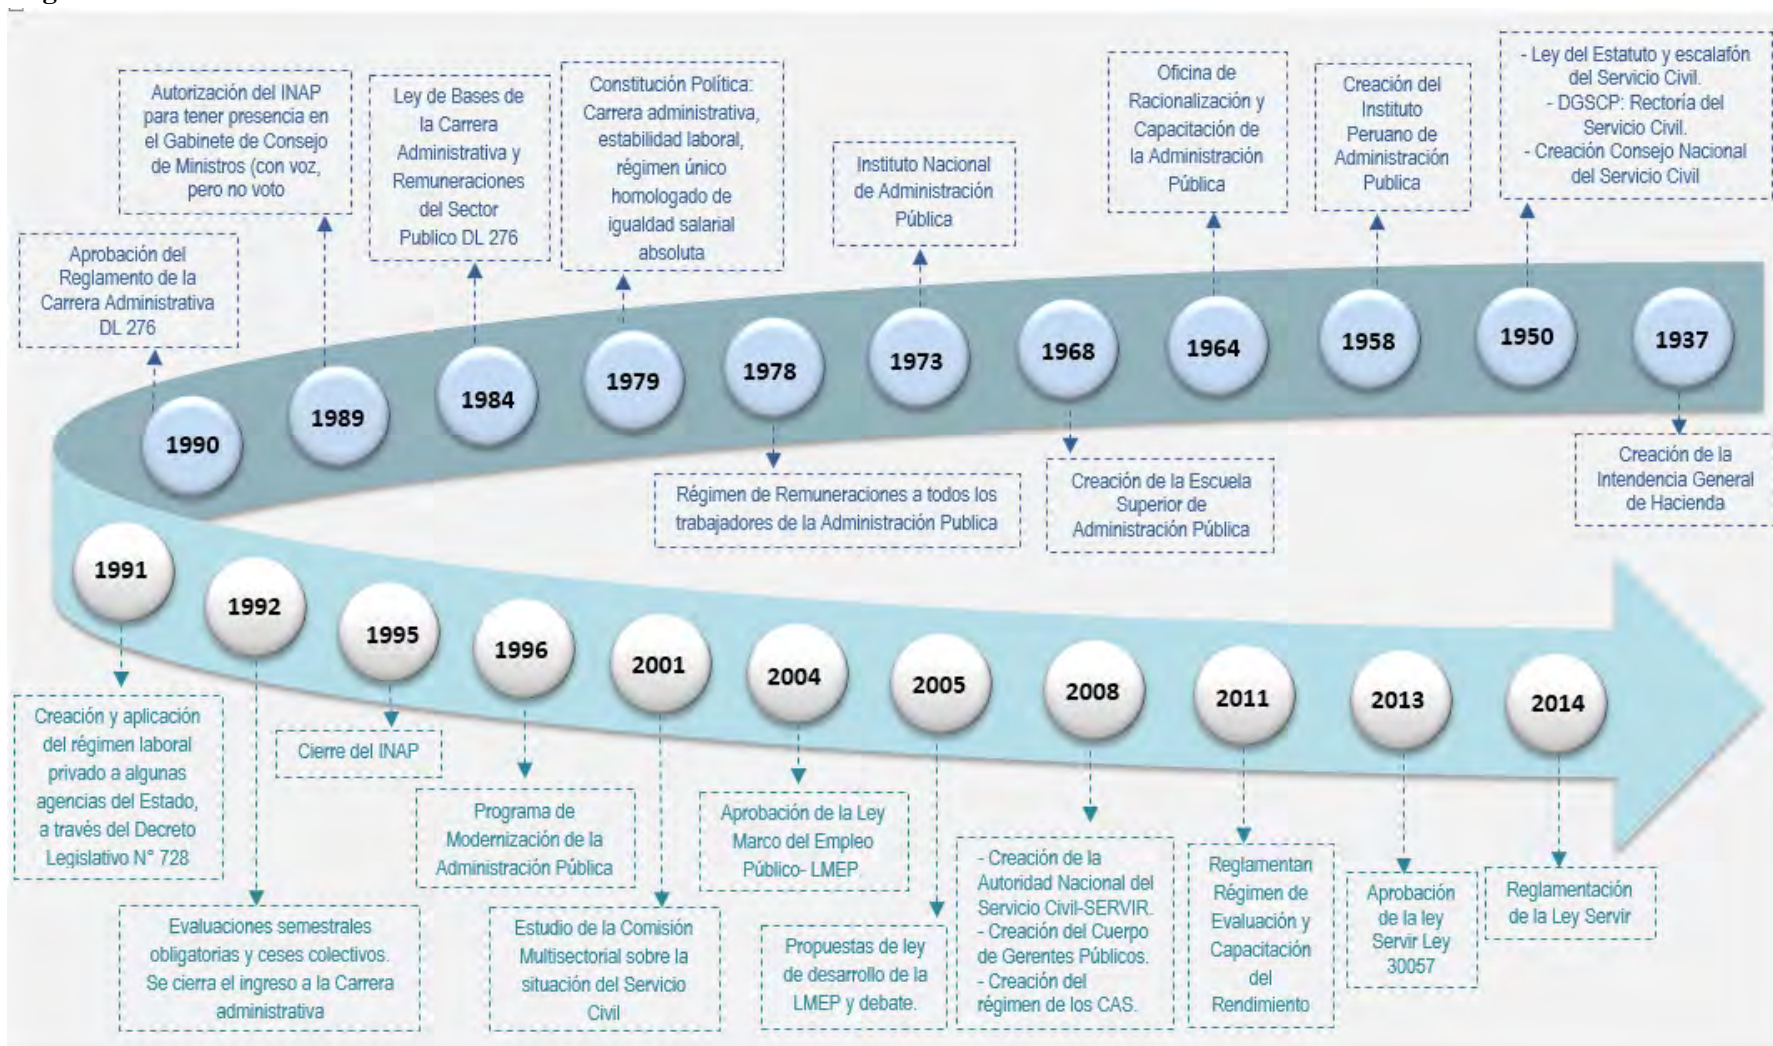 Autorización del INAP
para tener presencia en
el Gabinete de Consejo
de Ministros (con voz,
pero no voto
Ley de Bases de
la Carrera
Administrativa y
Remuneraciones
del Sector
Publico DL 276
Constitución Política:
Carrera administrativa,
estabilidad laboral,
régimen único
homologado de
igualdad salarial
absoluta
Instituto Nacional
de Administración
Pública
Oficina de
Racionalización y
Capacitación de
la Administración
Pública
Creación del
Instituto
Peruano de
Administración
Publica
- Ley del Estatuto y escalafón
del Servicio Civil.
- DGSCP: Rectoría del
Servicio Civil.
- Creación Consejo Nacional
del Servicio Civil
Aprobación del
Reglamento de la
Carrera Administrativa
DL 276
1990
1989
1984
1979
1978
1973
1968
1964
1958
1950
1937
Régimen de Remuneraciones a todos los
trabajadores de la Administración Publica
Creación de la Escuela
Superior de
Administración Pública
Creación de la
Intendencia General
de Hacienda
1991
1992
1995
1996
2001
2004
2005
2008
2011
2013
2014
Creación y aplicación
del régimen laboral
privado a algunas
agencias del Estado,
a través del Decreto
Legislativo N° 728
Evaluaciones semestrales
obligatorias y ceses colectivos.
Se cierra el ingreso a la Carrera
administrativa
Cierre del INAP
Programa de
Modernización de la
Administración Pública
Estudio de la Comisión
Multisectorial sobre la
situación del Servicio
Civil
Aprobación de la Ley
Marco del Empleo
Público- LMEP
Propuestas de ley
de desarrollo de la
LMEP y debate.
- Creación de la
Autoridad Nacional del
Servicio Civil-SERVIR.
- Creación del Cuerpo
de Gerentes Públicos.
- Creación del
régimen de los CAS.
Reglamentan
Régimen de
Evaluación y
Capacitación
del
Rendimiento
Aprobación
de la ley
Servir Ley
30057
Reglamentación
de la Ley Servir